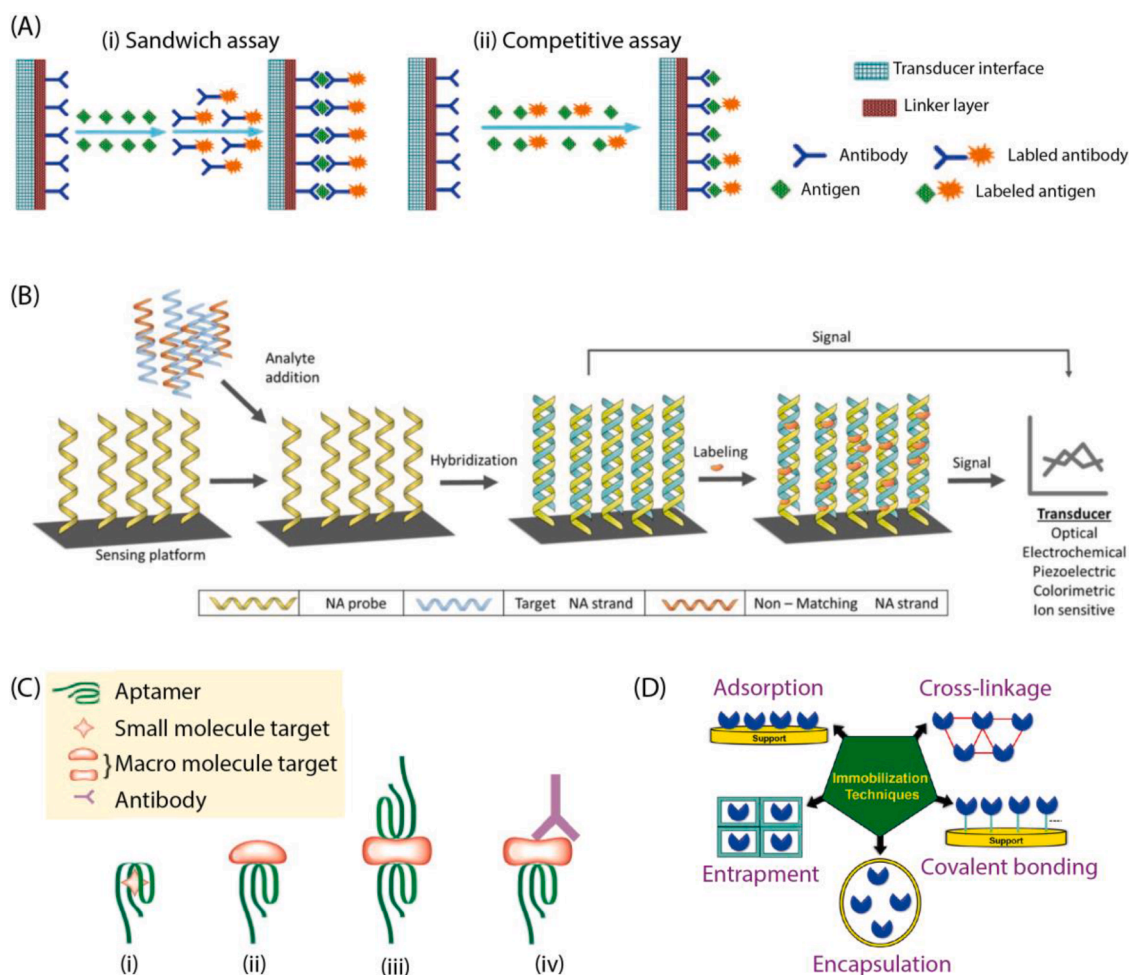 (A)
(i) Sandwich assay
(ii) Competitive assay
Transducer interface
Linker layer
Antibody
Labled antibody
Antigen
Labeled antigen
(B)
Analyte
addition
Sensing platform
Hybridization
Labeling
Signal
Signal
Transducer
Optical
Electrochemical
Piezoelectric
Colorimetric
Ion sensitive
NA probe
Target NA strand
Non – Matching NA strand
(C)
Aptamer
Small molecule target
Macro molecule target
Antibody
(i)
(ii)
(iii)
(iv)
(D)
Adsorption
Support
Cross-linkage
Immobilization
Techniques
Entrapment
Support
Covalent bonding
Encapsulation